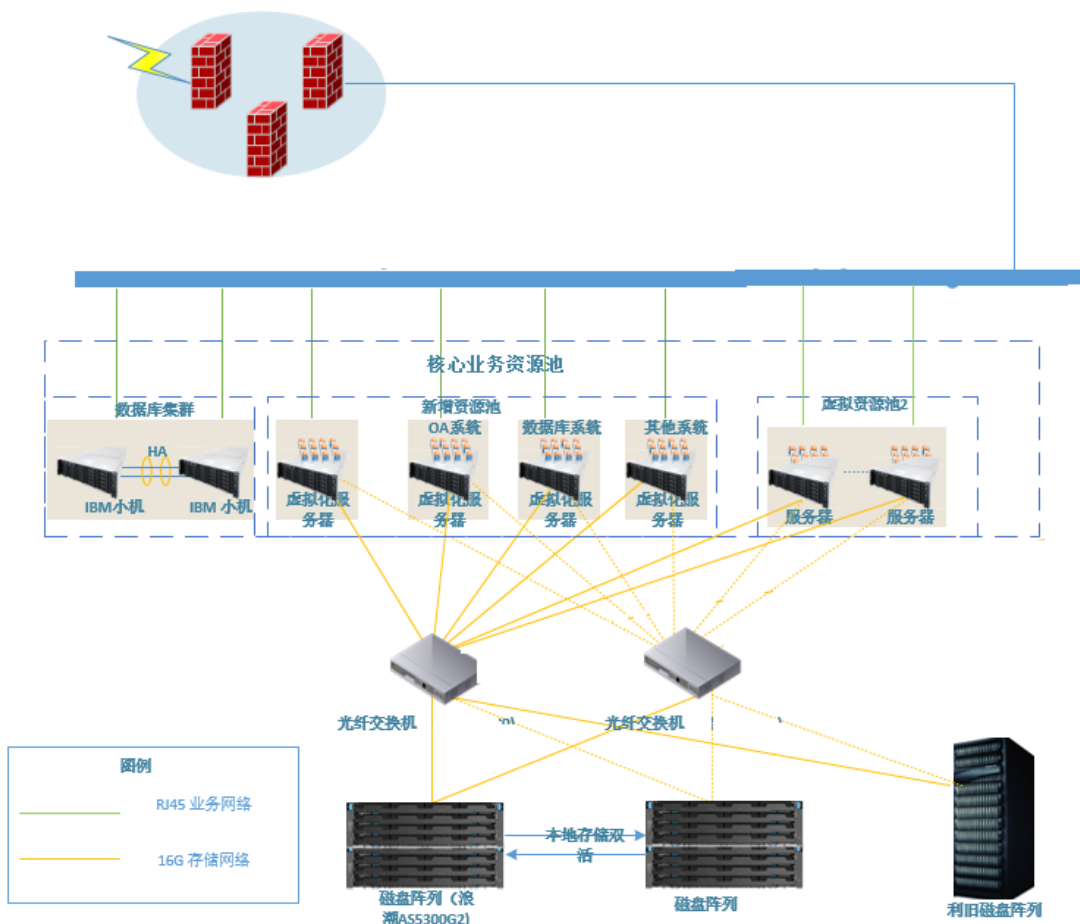 核心业务资源池
数据库集群
新增资源池
虚拟资源池2
OA系统
数据库系统
其他系统
HA
IBM小机
IBM 小机
虚拟化服
务器
虚拟化服
务器
虚拟化服
务器
虚拟化服
务器
服务器
服务器
光纤交换机
光纤交换机
图例
RJ45 业务网络
16G 存储网络
本地存储双
活
磁盘阵列（浪
潮AS5300G2)
磁盘阵列
利旧磁盘阵列